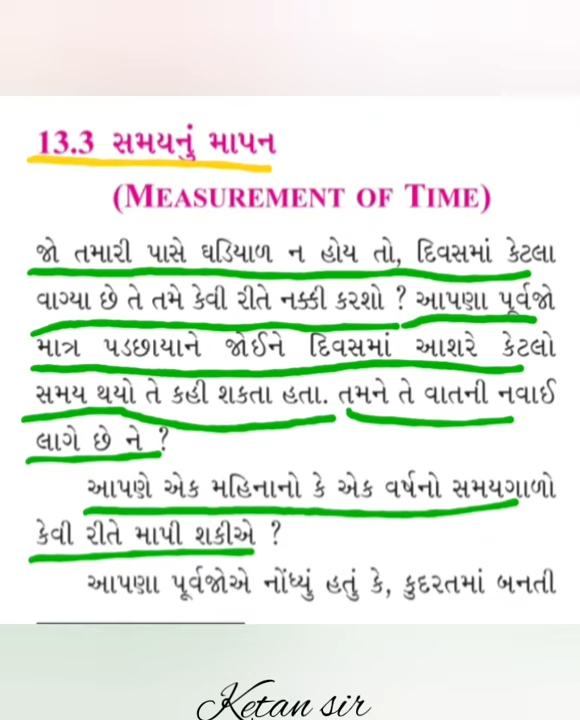 13.3 સમયનું માપન
(MEASUREMENT OF TIME)
જો તમારી પાસે ઘડિયાળ ન હોય તો, દિવસમાં કેટલા
વાગ્યા છે તે તમે કેવી રીતે નક્કી કરશો ? આપણા પૂર્વજો
માત્ર પડછાયાને જોઈને દિવસમાં આશરે કેટલો
સમય થયો તે કહી શકતા હતા. તમને તે વાતની નવાઈ
લાગે છે ને ?
આપણે એક મહિનાનો કે એક વર્ષનો સમયગાળો
કેવી રીતે માપી શકીએ ?
આપણા પૂર્વજોએ નોંધ્યું હતું કે, કુદરતમાં બનતી
Ketan sir